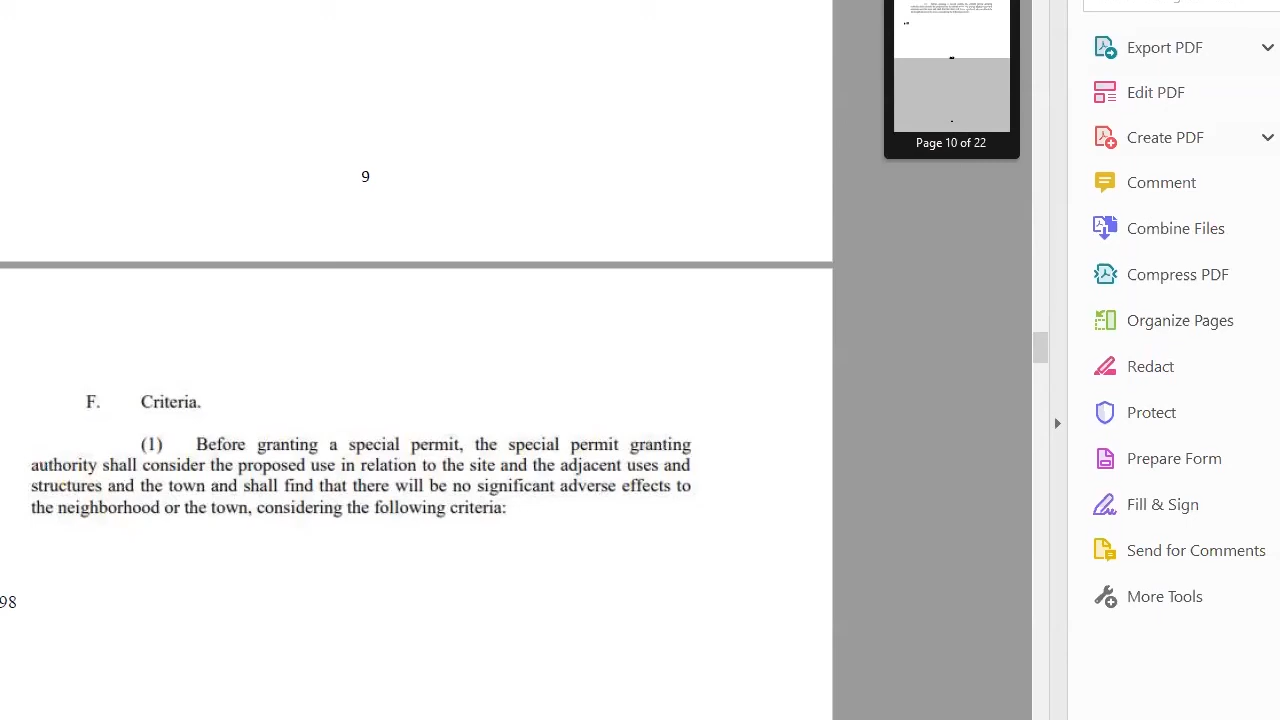 Page 10 of 22
9
F. Criteria.
(1) Before granting a special permit, the special permit granting
authority shall consider the proposed use in relation to the site and the adjacent uses and
structures and the town and shall find that there will be no significant adverse effects to
the neighborhood or the town, considering the following criteria:
98
Export PDF
Edit PDF
Create PDF
Comment
Combine Files
Compress PDF
Organize Pages
Redact
Protect
Prepare Form
Fill & Sign
Send for Comments
More Tools